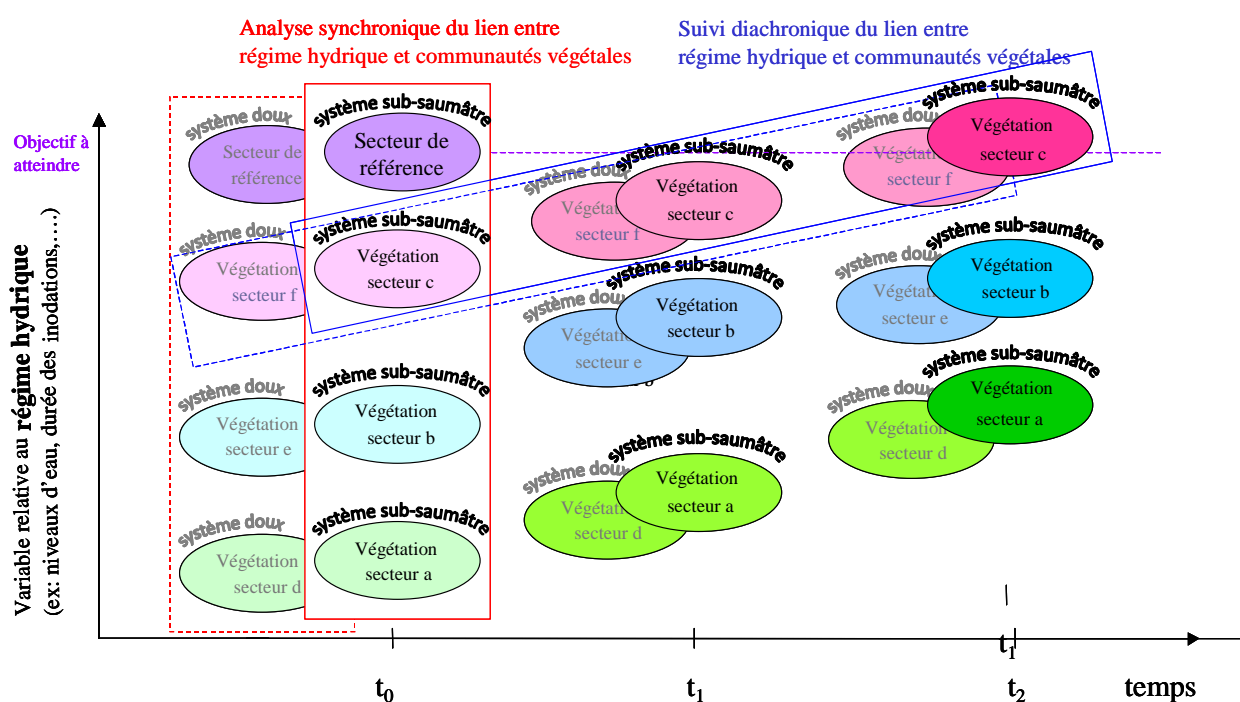 Analyse synchronique du lien entre
régime hydrique et communautés végétales
Suivi diachronique du lien entre
régime hydrique et communautés végétales
Objectif à
atteindre
Variable relative au régime hydrique
(ex: niveaux d'eau, durée des inodations,…)
système doux
Secteur de
référence
système sub-saumâtre
Secteur de
référence
système doux
Végétation
secteur f
système sub-saumâtre
Végétation
secteur c
système doux
Végétation
secteur e
système sub-saumâtre
Végétation
secteur b
système doux
Végétation
secteur d
système sub-saumâtre
Végétation
secteur a
système doux
Végétat
secteur f
système sub-saumâtre
Végétation
secteur c
système doux
Végétat
secteur e
système sub-saumâtre
Végétation
secteur b
système doux
Végétat
secteur d
système sub-saumâtre
Végétation
secteur a
système doux
Végétati
secteur f
système sub-saumâtre
Végétation
secteur c
système doux
Végétat
secteur e
système sub-saumâtre
Végétation
secteur b
système doux
Végétation
secteur d
système sub-saumâtre
Végétation
secteur a
t1
t0
t1
t2
temps